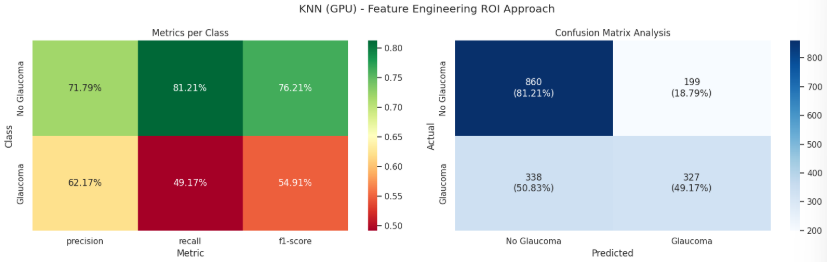 KNN (GPU) - Feature Engineering ROI Approach
Metrics per Class
Class
No Glaucoma
71.79%
81.21%
76.21%
Glaucoma
62.17%
49.17%
54.91%
precision
recall
f1-score
Metric
0.80
0.75
0.70
0.65
0.60
0.55
0.50
Confusion Matrix Analysis
Actual
No Glaucoma
860
(81.21%)
199
(18.79%)
Glaucoma
338
(50.83%)
327
(49.17%)
No Glaucoma
Glaucoma
Predicted
800
700
600
500
400
300
200